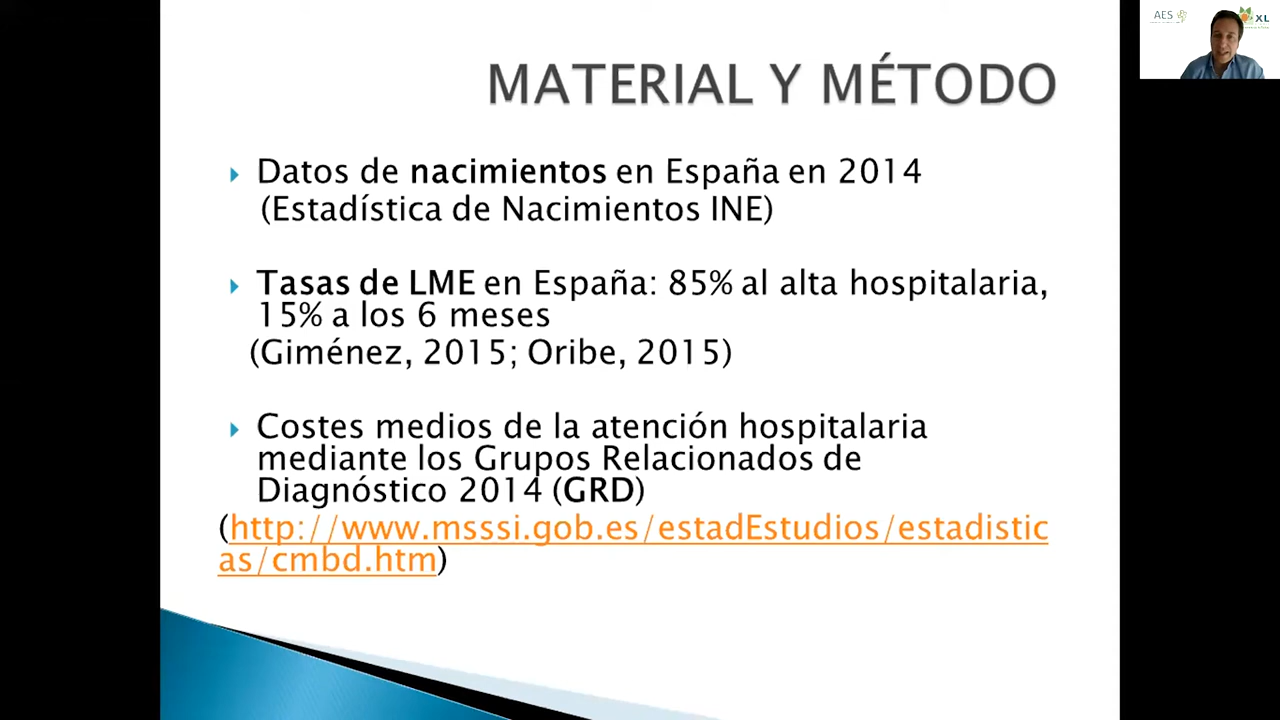 AES
XL
MATERIAL Y MÉTODO
Datos de nacimientos en España en 2014
(Estadística de Nacimientos INE)
Tasas de LME en España: 85% al alta hospitalaria,
15% a los 6 meses
(Giménez, 2015; Oribe, 2015)
Costes medios de la atención hospitalaria
mediante los Grupos Relacionados de
Diagnóstico 2014 (GRD)
(http://www.msssi.gob.es/estadEstudios/estadistic
as/cmbd.htm)